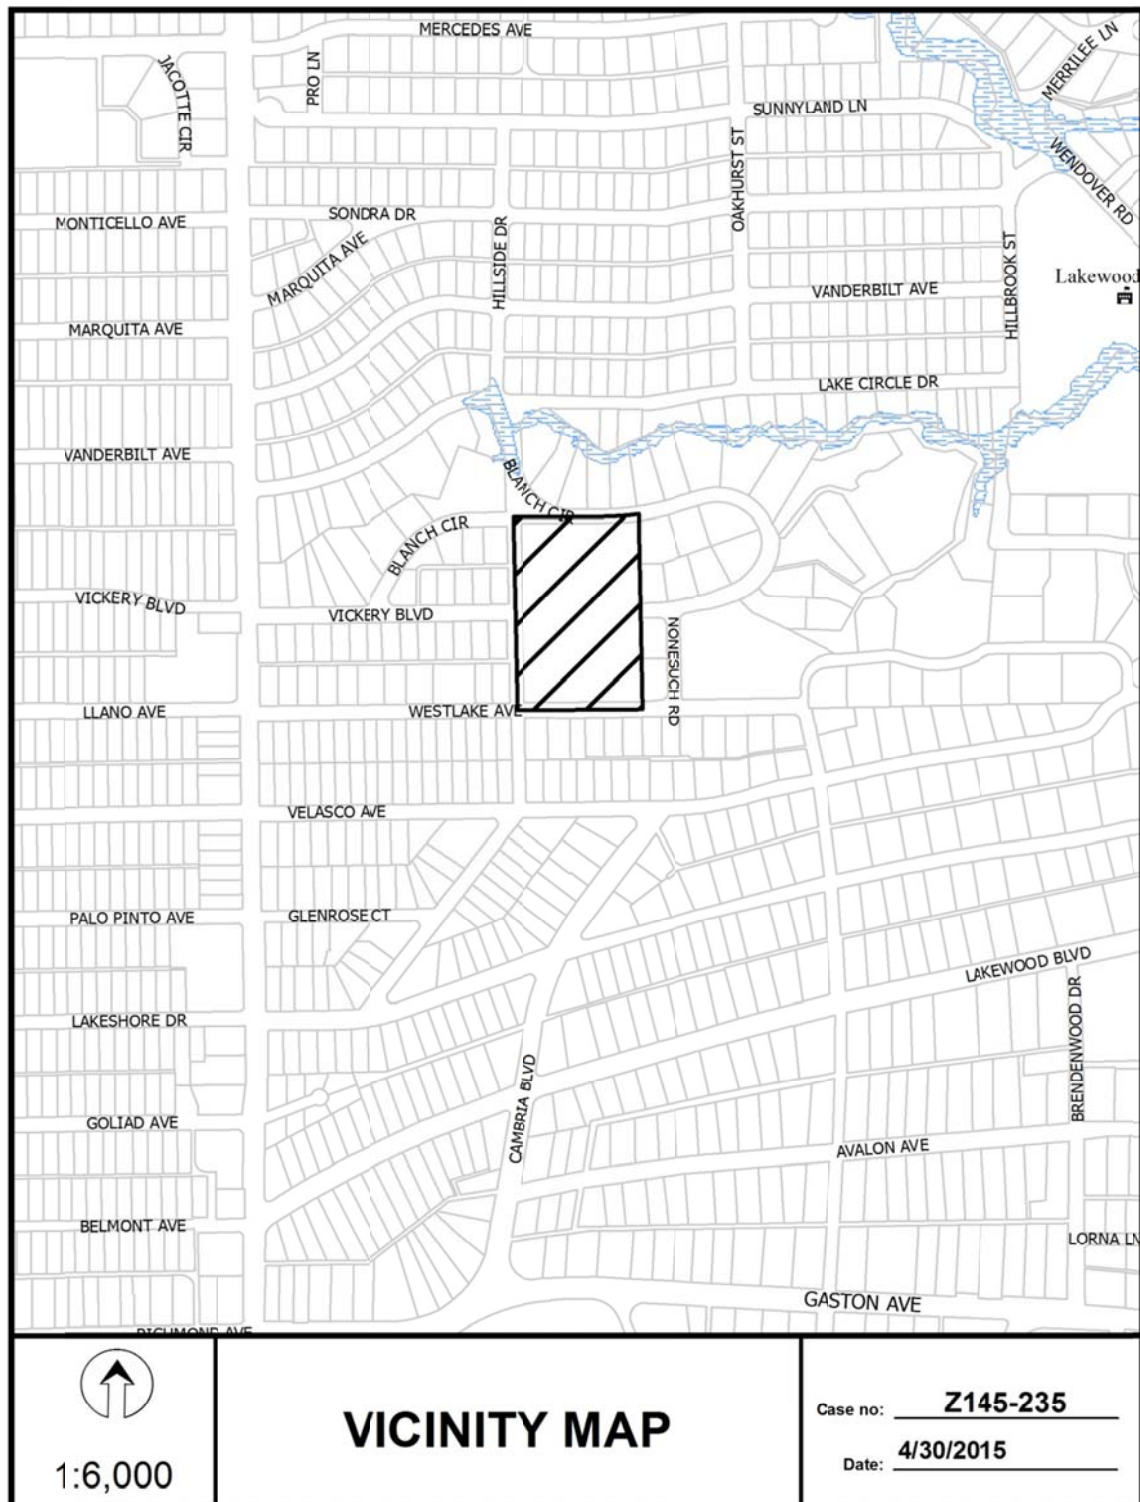 MERCEDES AVE
JACOTTE CIR
PRO LN
MERRILEE LN
SUNNYLAND LN
OAKHURST ST
WENDOVER RD
MONTICELLO AVE
SONDRA DR
MARQUITA AVE
HILLSIDE DR
HILLBROOK ST
Lakewood
VANDERBILT AVE
MARQUITA AVE
LAKE CIRCLE DR
VANDERBILT AVE
BLANCH CIR
BLANCH CIR
VICKERY BLVD
VICKERY BLVD
NONESUCH RD
LLANO AVE
WESTLAKE AVE
VELASCO AVE
PALO PINTO AVE
GLENROSE CT
LAKEWOOD BLVD
LAKESHORE DR
BRENDENWOOD DR
CAMBRIA BLVD
GOLIAD AVE
AVALON AVE
BELMONT AVE
LORNA LN
GASTON AVE
RICHMOND AVE
1:6,000
VICINITY MAP
Case no: Z145-235
Date: 4/30/2015